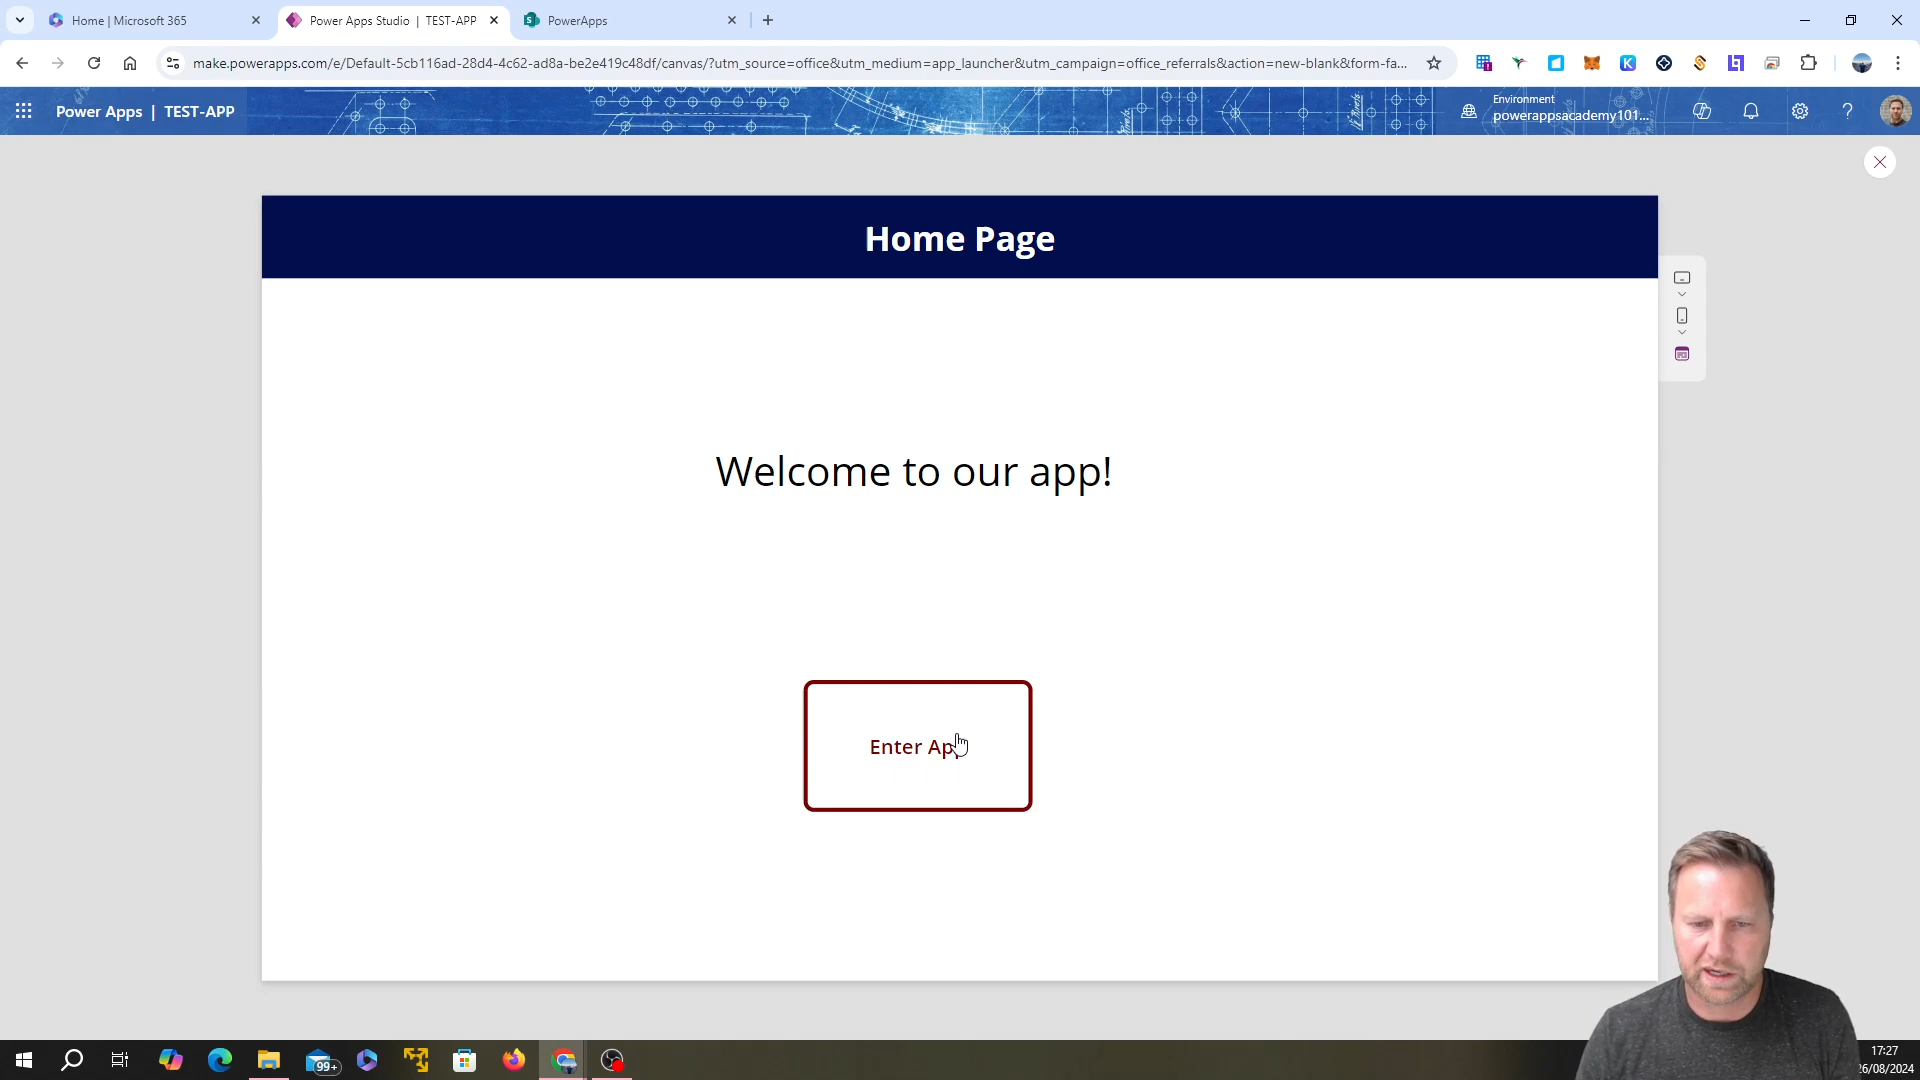 Home | Microsoft 365
Power Apps Studio | TEST-APP
PowerApps
make.powerapps.com/e/Default-5cb116ad-28d4-4c62-ad8a-be2e419c48df/canvas/?utm_source=office&utm_medium=app_launcher&utm_campaign=office_referrals&action=new-blank&form-fa...
Power Apps | TEST-APP
Environment
powerappsacademy101...
Home Page
Welcome to our app!
Enter App
99+
17:27
26/08/2024